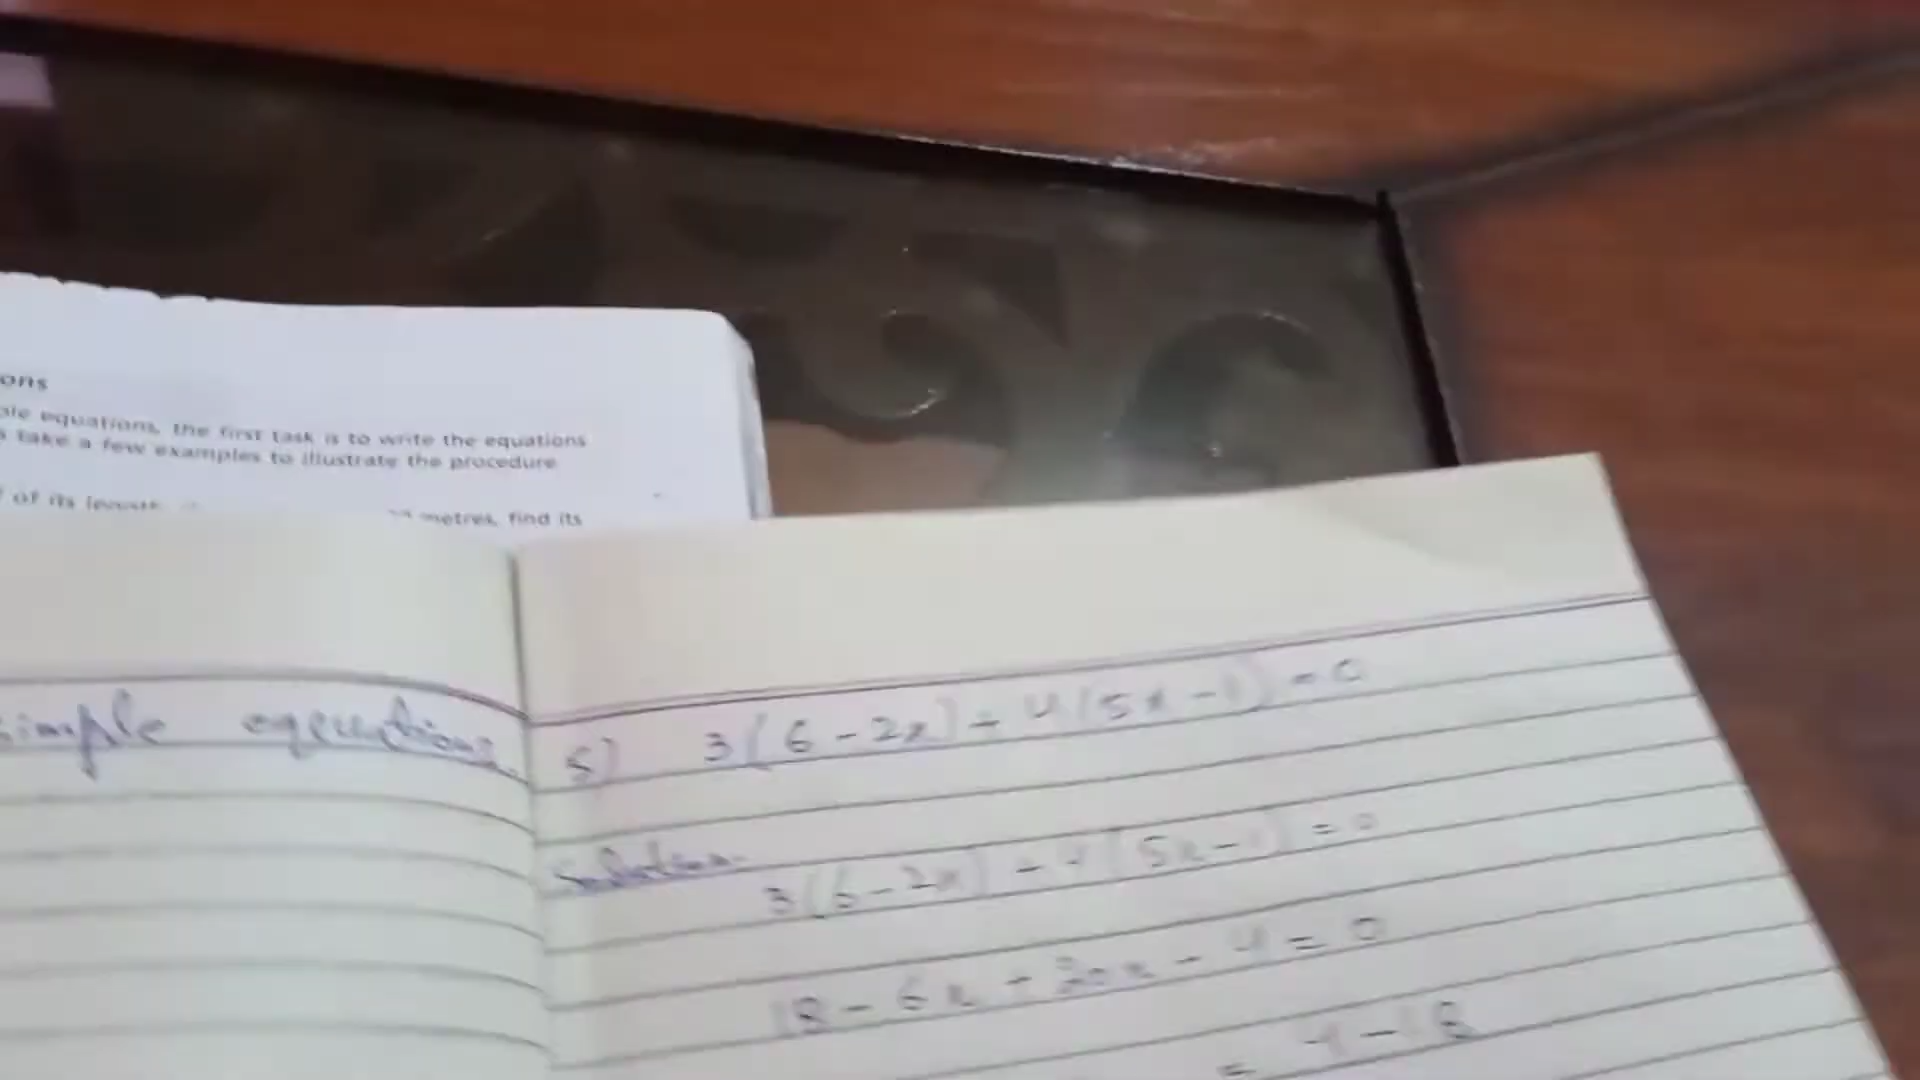 ons
ple equations, the first task is to write the equations
take a few examples to illustrate the procedure
of its length
metres, find its
simple equations.
5) 3(6-2x)+4(5x-1)=0
Solution.
3(6-2x)+4(5x-1)=0
18-6x+20x-4=0
= 4-18